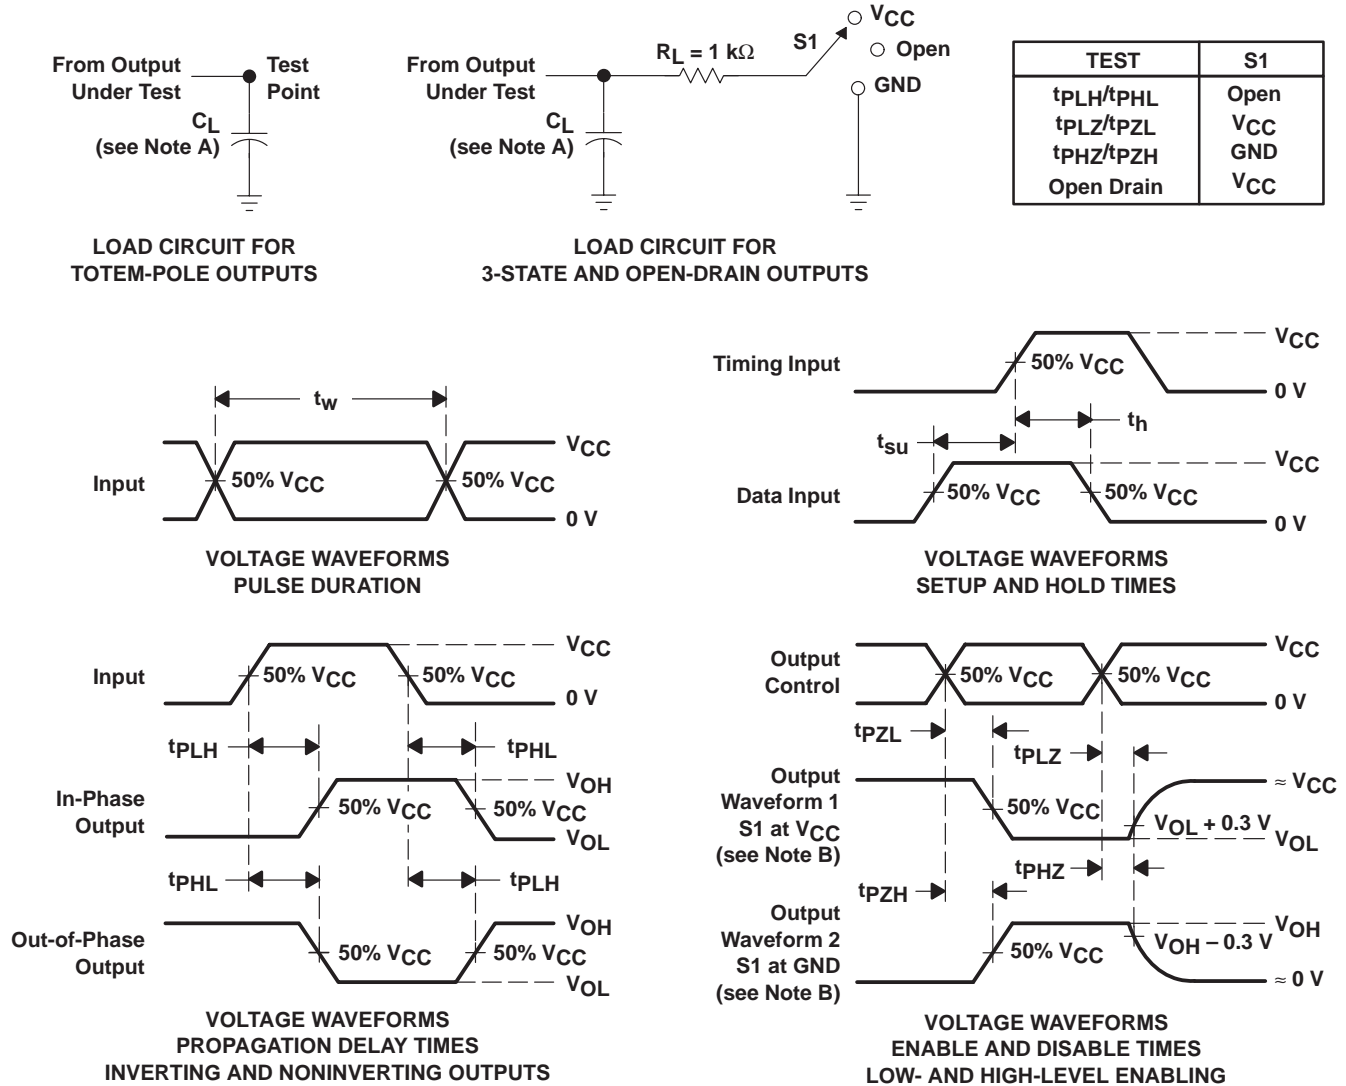 From Output
Under Test
Test
Point
CL
(see Note A)
LOAD CIRCUIT FOR
TOTEM-POLE OUTPUTS
From Output
Under Test
RL = 1 kΩ
S1
VCC
Open
GND
CL
(see Note A)
LOAD CIRCUIT FOR
3-STATE AND OPEN-DRAIN OUTPUTS
TEST S1
tPLH/tPHL Open
tPLZ/tPZL VCC
tPHZ/tPZH GND
Open Drain VCC
tw
Input
50% VCC
50% VCC
VCC
0 V
VOLTAGE WAVEFORMS
PULSE DURATION
Timing Input
50% VCC
VCC
0 V
th
tsu
Data Input
50% VCC
50% VCC
VCC
0 V
VOLTAGE WAVEFORMS
SETUP AND HOLD TIMES
Input
50% VCC
50% VCC
VCC
0 V
tPLH
tPHL
In-Phase
Output
50% VCC
50% VCC
VOH
VOL
tPHL
tPLH
Out-of-Phase
Output
50% VCC
50% VCC
VOH
VOL
VOLTAGE WAVEFORMS
PROPAGATION DELAY TIMES
INVERTING AND NONINVERTING OUTPUTS
Output
Control
50% VCC
50% VCC
VCC
0 V
tPZL
tPLZ
Output
Waveform 1
S1 at VCC
(see Note B)
50% VCC
VOL + 0.3 V
≈ VCC
VOL
tPHZ
tPZH
Output
Waveform 2
S1 at GND
(see Note B)
50% VCC
VOH – 0.3 V
VOH
≈ 0 V
VOLTAGE WAVEFORMS
ENABLE AND DISABLE TIMES
LOW- AND HIGH-LEVEL ENABLING